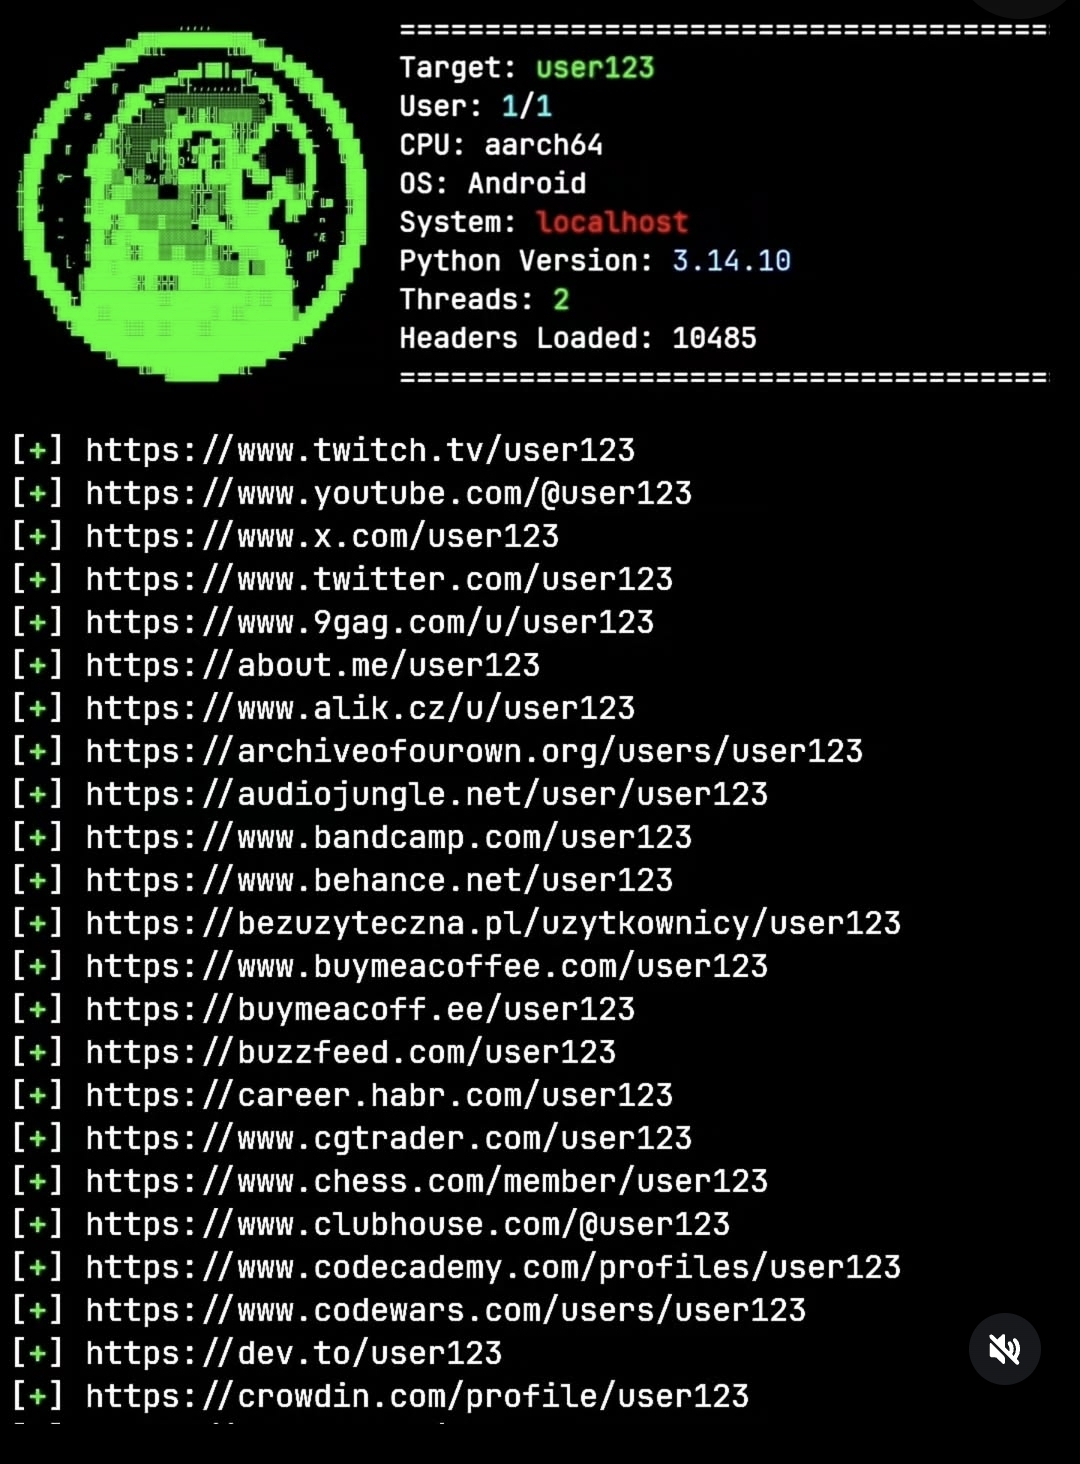 ===================================
Target: user123
User: 1/1
CPU: aarch64
OS: Android
System: localhost
Python Version: 3.14.10
Threads: 2
Headers Loaded: 10485
===================================
[+] https://www.twitch.tv/user123
[+] https://www.youtube.com/@user123
[+] https://www.x.com/user123
[+] https://www.twitter.com/user123
[+] https://www.9gag.com/u/user123
[+] https://about.me/user123
[+] https://www.alik.cz/u/user123
[+] https://archiveofourown.org/users/user123
[+] https://audiojungle.net/user/user123
[+] https://www.bandcamp.com/user123
[+] https://www.behance.net/user123
[+] https://bezuzyteczna.pl/uzytkownicy/user123
[+] https://www.buymeacoffee.com/user123
[+] https://buymeacoff.ee/user123
[+] https://buzzfeed.com/user123
[+] https://career.habr.com/user123
[+] https://www.cgtrader.com/user123
[+] https://www.chess.com/member/user123
[+] https://www.clubhouse.com/@user123
[+] https://www.codecademy.com/profiles/user123
[+] https://www.codewars.com/users/user123
[+] https://dev.to/user123
[+] https://crowdin.com/profile/user123